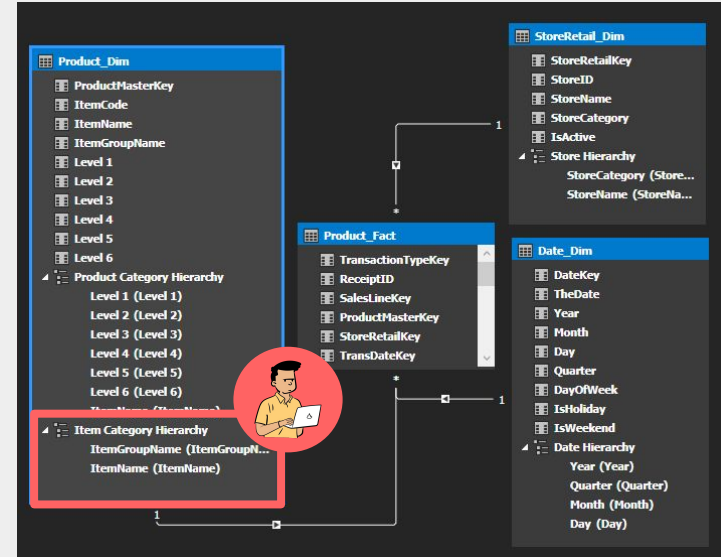 Product_Dim
ProductMasterKey
ItemCode
ItemName
ItemGroupName
Level 1
Level 2
Level 3
Level 4
Level 5
Level 6
Product Category Hierarchy
Level 1 (Level 1)
Level 2 (Level 2)
Level 3 (Level 3)
Level 4 (Level 4)
Level 5 (Level 5)
Level 6 (Level 6)
ItemName (ItemName)
Item Category Hierarchy
ItemGroupName (ItemGroupN...
ItemName (ItemName)
1
Product_Fact
TransactionTypeKey
ReceiptID
SalesLineKey
ProductMasterKey
StoreRetailKey
TransDateKey
*
*
1
1
StoreRetail_Dim
StoreRetailKey
StoreID
StoreName
StoreCategory
IsActive
Store Hierarchy
StoreCategory (Store...
StoreName (StoreNa...
Date_Dim
DateKey
TheDate
Year
Month
Day
Quarter
DayOfWeek
IsHoliday
IsWeekend
Date Hierarchy
Year (Year)
Quarter (Quarter)
Month (Month)
Day (Day)